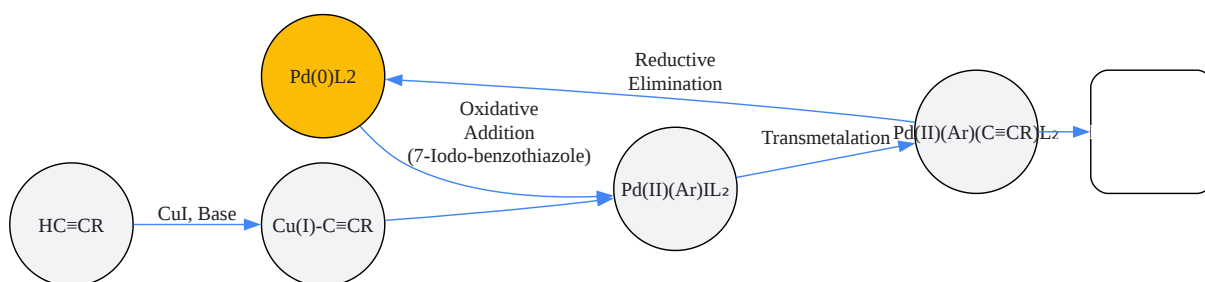 Pd(0)L2
Reductive
Elimination
Oxidative
Addition
(7-Iodo-benzothiazole)
Transmetalation
Pd(II)(Ar)(C≡CR)L₂
Pd(II)(Ar)IL₂
HC≡CR
CuI, Base
Cu(I)-C≡CR